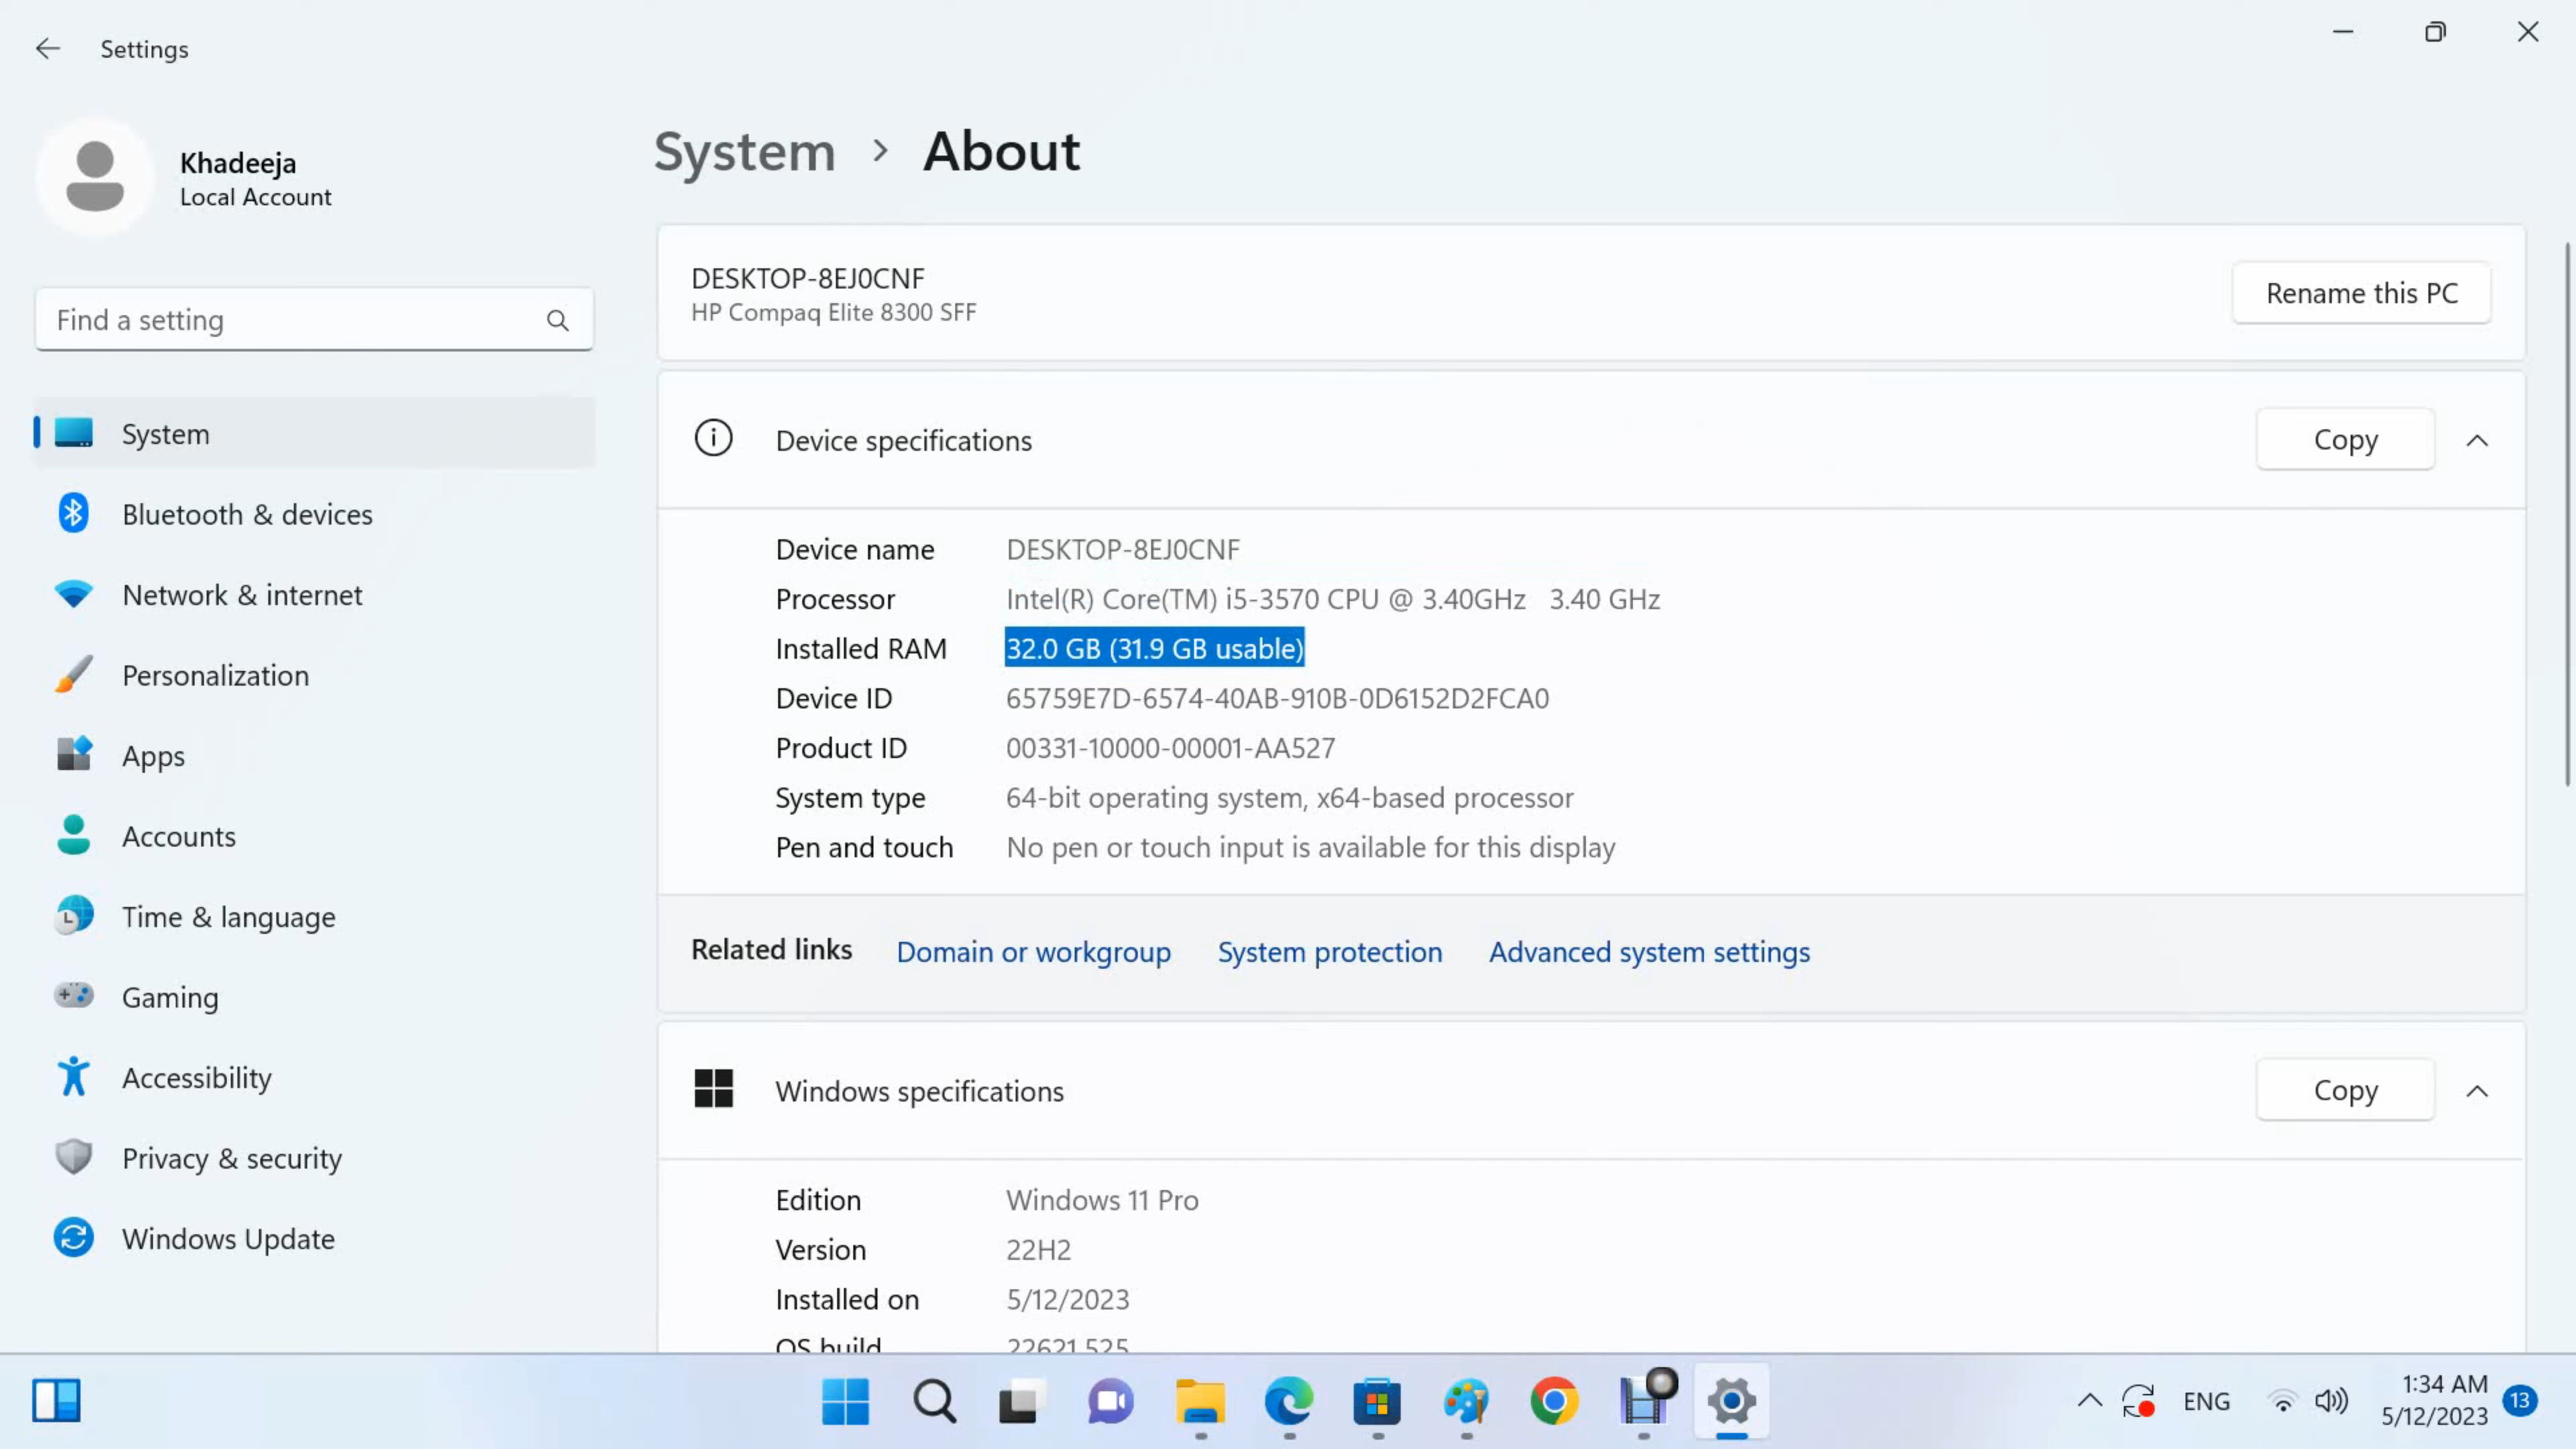 Settings
Khadeeja
Local Account
Find a setting
System
Bluetooth & devices
Network & internet
Personalization
Apps
Accounts
Time & language
Gaming
Accessibility
Privacy & security
Windows Update
System > About
DESKTOP-8EJ0CNF
HP Compaq Elite 8300 SFF
Rename this PC
Device specifications
Copy
Device name DESKTOP-8EJ0CNF
Processor Intel(R) Core(TM) i5-3570 CPU @ 3.40GHz 3.40 GHz
Installed RAM 32.0 GB (31.9 GB usable)
Device ID 65759E7D-6574-40AB-910B-0D6152D2FCA0
Product ID 00331-10000-00001-AA527
System type 64-bit operating system, x64-based processor
Pen and touch No pen or touch input is available for this display
Related links Domain or workgroup System protection Advanced system settings
Windows specifications
Copy
Edition Windows 11 Pro
Version 22H2
Installed on 5/12/2023
OS build 22621.525
ENG
1:34 AM
5/12/2023
13